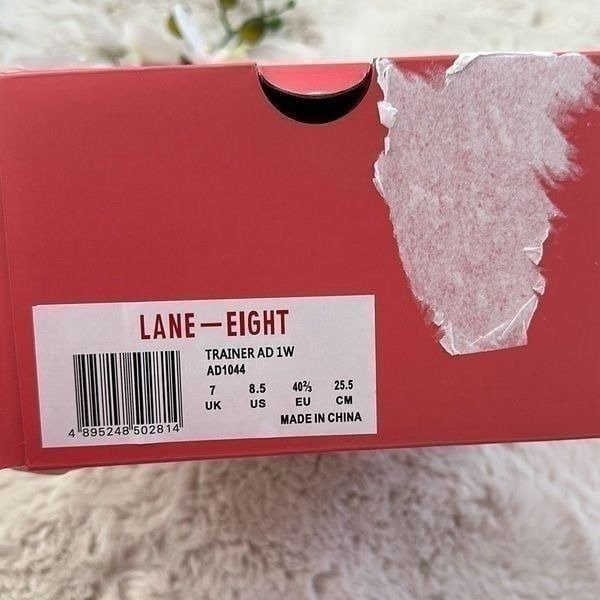 LANE—EIGHT
TRAINER AD 1W
AD1044
7 8.5 40⅔ 25.5
UK US EU CM
MADE IN CHINA
4 895248 502814